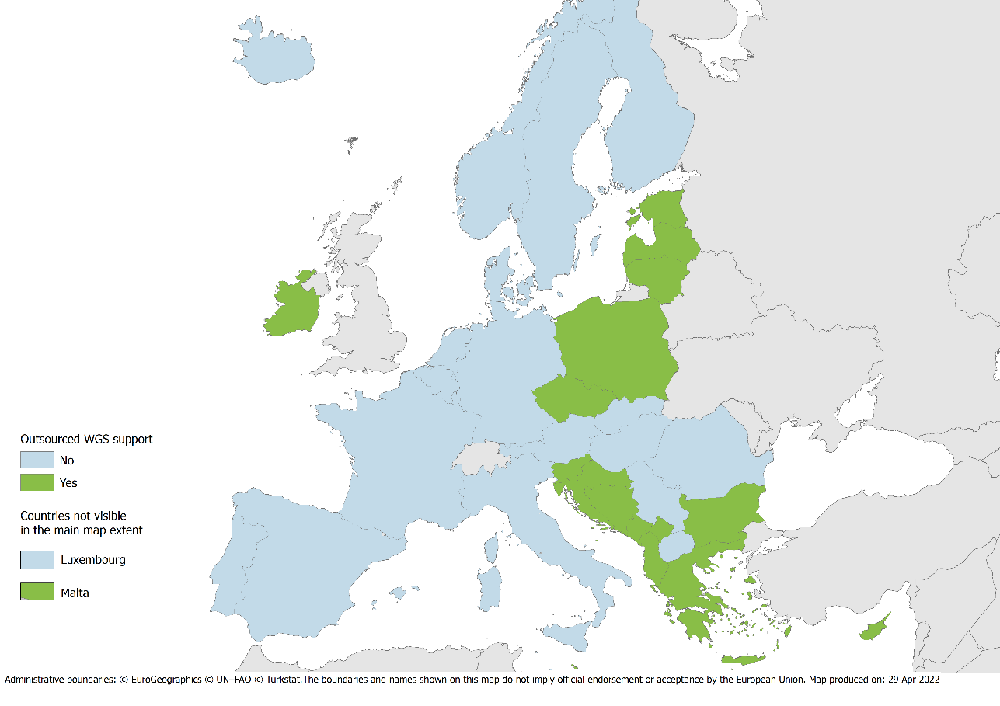 Outsourced WGS support
No
Yes
Countries not visible
in the main map extent
Luxembourg
Malta
Administrative boundaries: © EuroGeographics © UN–FAO © Turkstat.The boundaries and names shown on this map do not imply official endorsement or acceptance by the European Union. Map produced on: 29 Apr 2022